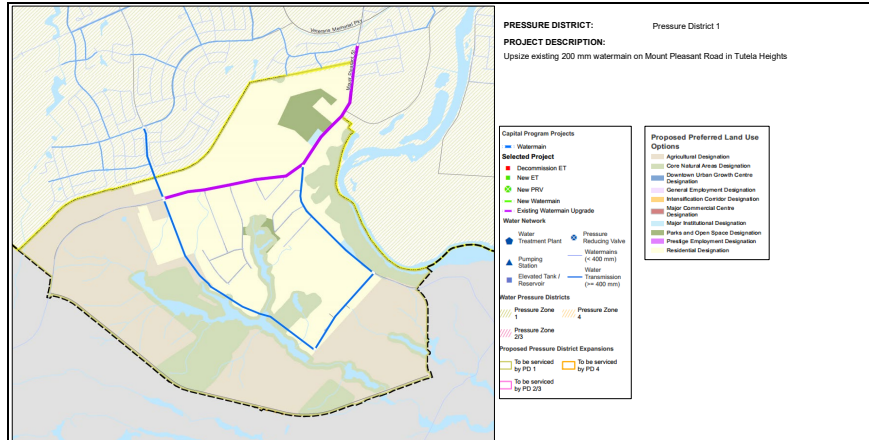 Veterans Memorial Pky
Mount Pleasant St
PRESSURE DISTRICT: Pressure District 1
PROJECT DESCRIPTION:
Upsize existing 200 mm watermain on Mount Pleasant Road in Tutela Heights
Capital Program Projects
Watermain
Selected Project
Decommission ET
New ET
New PRV
New Watermain
Existing Watermain Upgrade
Water Network
Water
Treatment Plant
Pumping
Station
Elevated Tank /
Reservoir
Pressure
Reducing Valve
Watermains
(< 400 mm)
Water
Transmission
(>= 400 mm)
Water Pressure Districts
Pressure Zone
1
Pressure Zone
4
Pressure Zone
2/3
Proposed Pressure District Expansions
To be serviced
by PD 1
To be serviced
by PD 4
To be serviced
by PD 2/3
Proposed Preferred Land Use
Options
Agricultural Designation
Core Natural Areas Designation
Downtown Urban Growth Centre
Designation
General Employment Designation
Intensification Corridor Designation
Major Commercial Centre
Designation
Major Institutional Designation
Parks and Open Space Designation
Prestige Employment Designation
Residential Designation